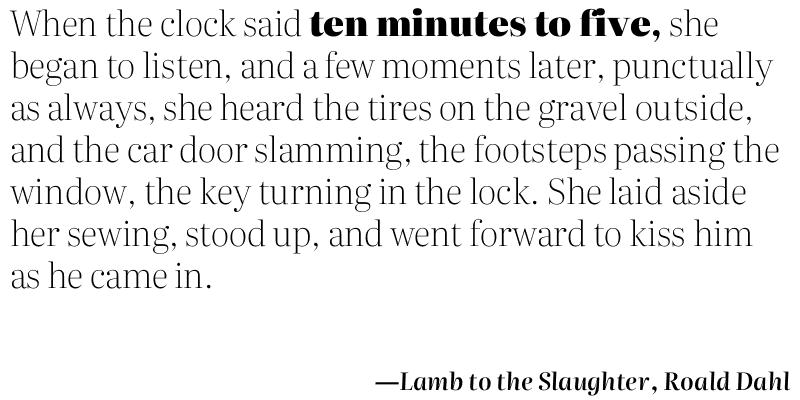 When the clock said ten minutes to five, she
began to listen, and a few moments later, punctually
as always, she heard the tires on the gravel outside,
and the car door slamming, the footsteps passing the
window, the key turning in the lock. She laid aside
her sewing, stood up, and went forward to kiss him
as he came in.
—Lamb to the Slaughter, Roald Dahl